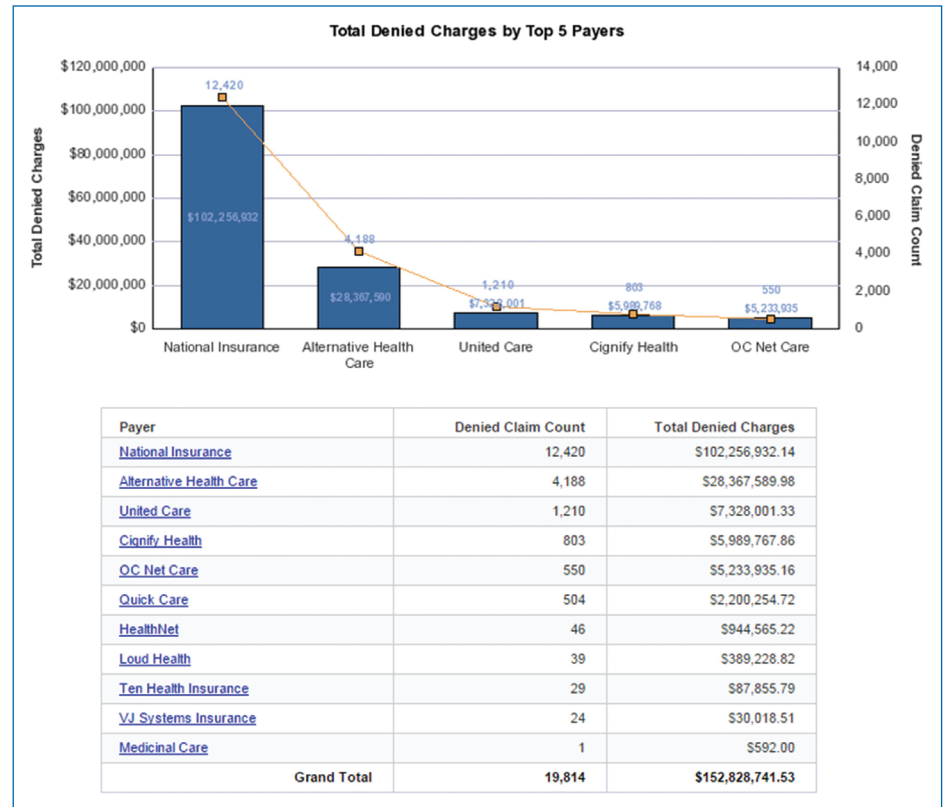 Total Denied Charges by Top 5 Payers
Total Denied Charges
$120,000,000
$100,000,000
$80,000,000
$60,000,000
$40,000,000
$20,000,000
$0
12,420
4,188
1,210
803
550
$102,256,932
$28,367,590
$7,328,001
$5,989,768
$5,233,935
14,000
12,000
10,000
8,000
6,000
4,000
2,000
0
Denied Claim Count
National Insurance
Alternative Health
Care
United Care
Cignify Health
OC Net Care
Payer Denied Claim Count Total Denied Charges
National Insurance 12,420 $102,256,932.14
Alternative Health Care 4,188 $28,367,589.98
United Care 1,210 $7,328,001.33
Cignify Health 803 $5,989,767.86
OC Net Care 550 $5,233,935.16
Quick Care 504 $2,200,254.72
HealthNet 46 $944,565.22
Loud Health 39 $389,228.82
Ten Health Insurance 29 $87,855.79
VJ Systems Insurance 24 $30,018.51
Medicinal Care 1 $592.00
Grand Total 19,814 $152,828,741.53